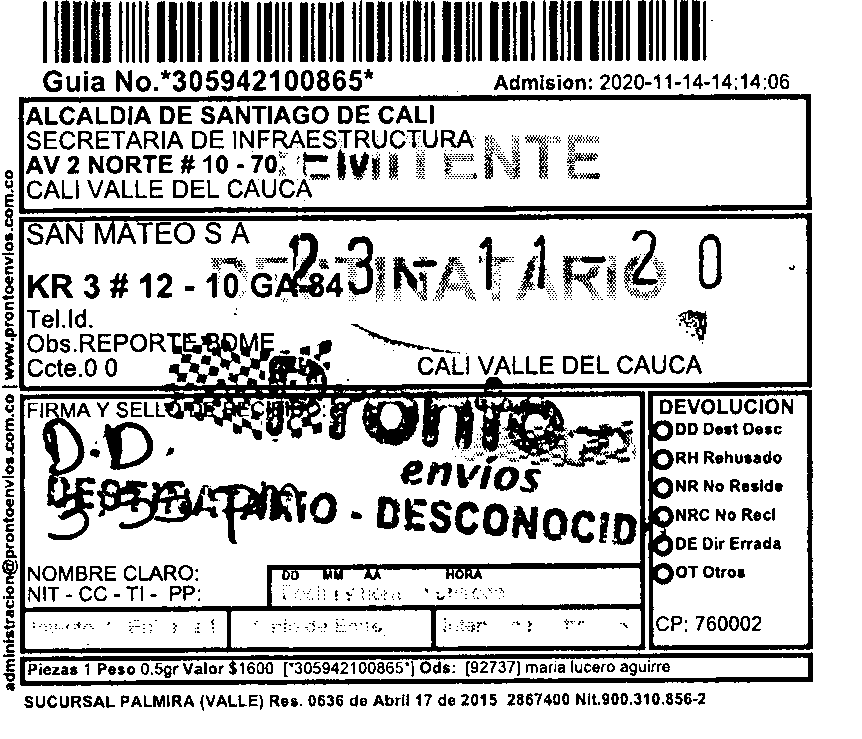 Guia No.*305942100865*
Admision: 2020-11-14-14:14:06
ALCALDIA DE SANTIAGO DE CALI
SECRETARIA DE INFRAESTRUCTURA
AV 2 NORTE # 10 - 70
CALI VALLE DEL CAUCA
SAN MATEO S A
23-11-20
DESTINATARIO
KR 3 # 12 - 10 GA-84
Tel.Id.
Obs.REPORTE BDME
Ccte.0 0
CALI VALLE DEL CAUCA
www.prontoenvios.com.co
administracion@prontoenvios.com.co
FIRMA Y SELLO DE RECIBIDO:
Pronto
envíos
D.D.
DESTINATARIO - DESCONOCID
NOMBRE CLARO:
NIT - CC - TI - PP:
DD MM AA HORA
DEVOLUCION
DD Dest Desc
RH Rehusado
NR No Reside
NRC No Recl
DE Dir Errada
OT Otros
CP: 760002
Piezas 1 Peso 0.5gr Valor $1600 [*305942100865*] Ods: [92737] maria lucero aguirre
SUCURSAL PALMIRA (VALLE) Res. 0636 de Abril 17 de 2015 2867400 Nit.900.310.856-2